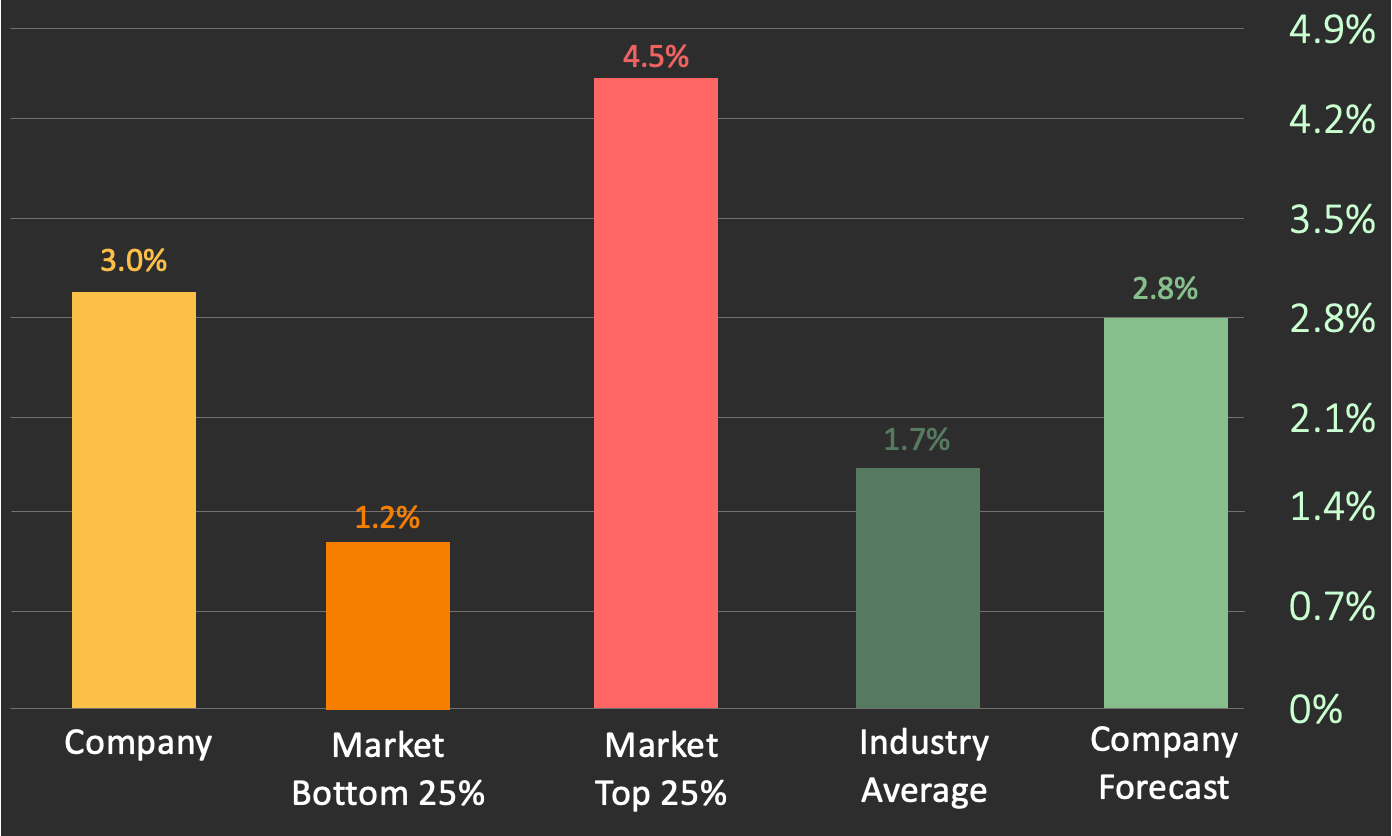 4.9%
4.5%
4.2%
3.5%
3.0%
2.8%
2.8%
2.1%
1.7%
1.4%
1.2%
0.7%
0%
Company
Market
Bottom 25%
Market
Top 25%
Industry
Average
Company
Forecast